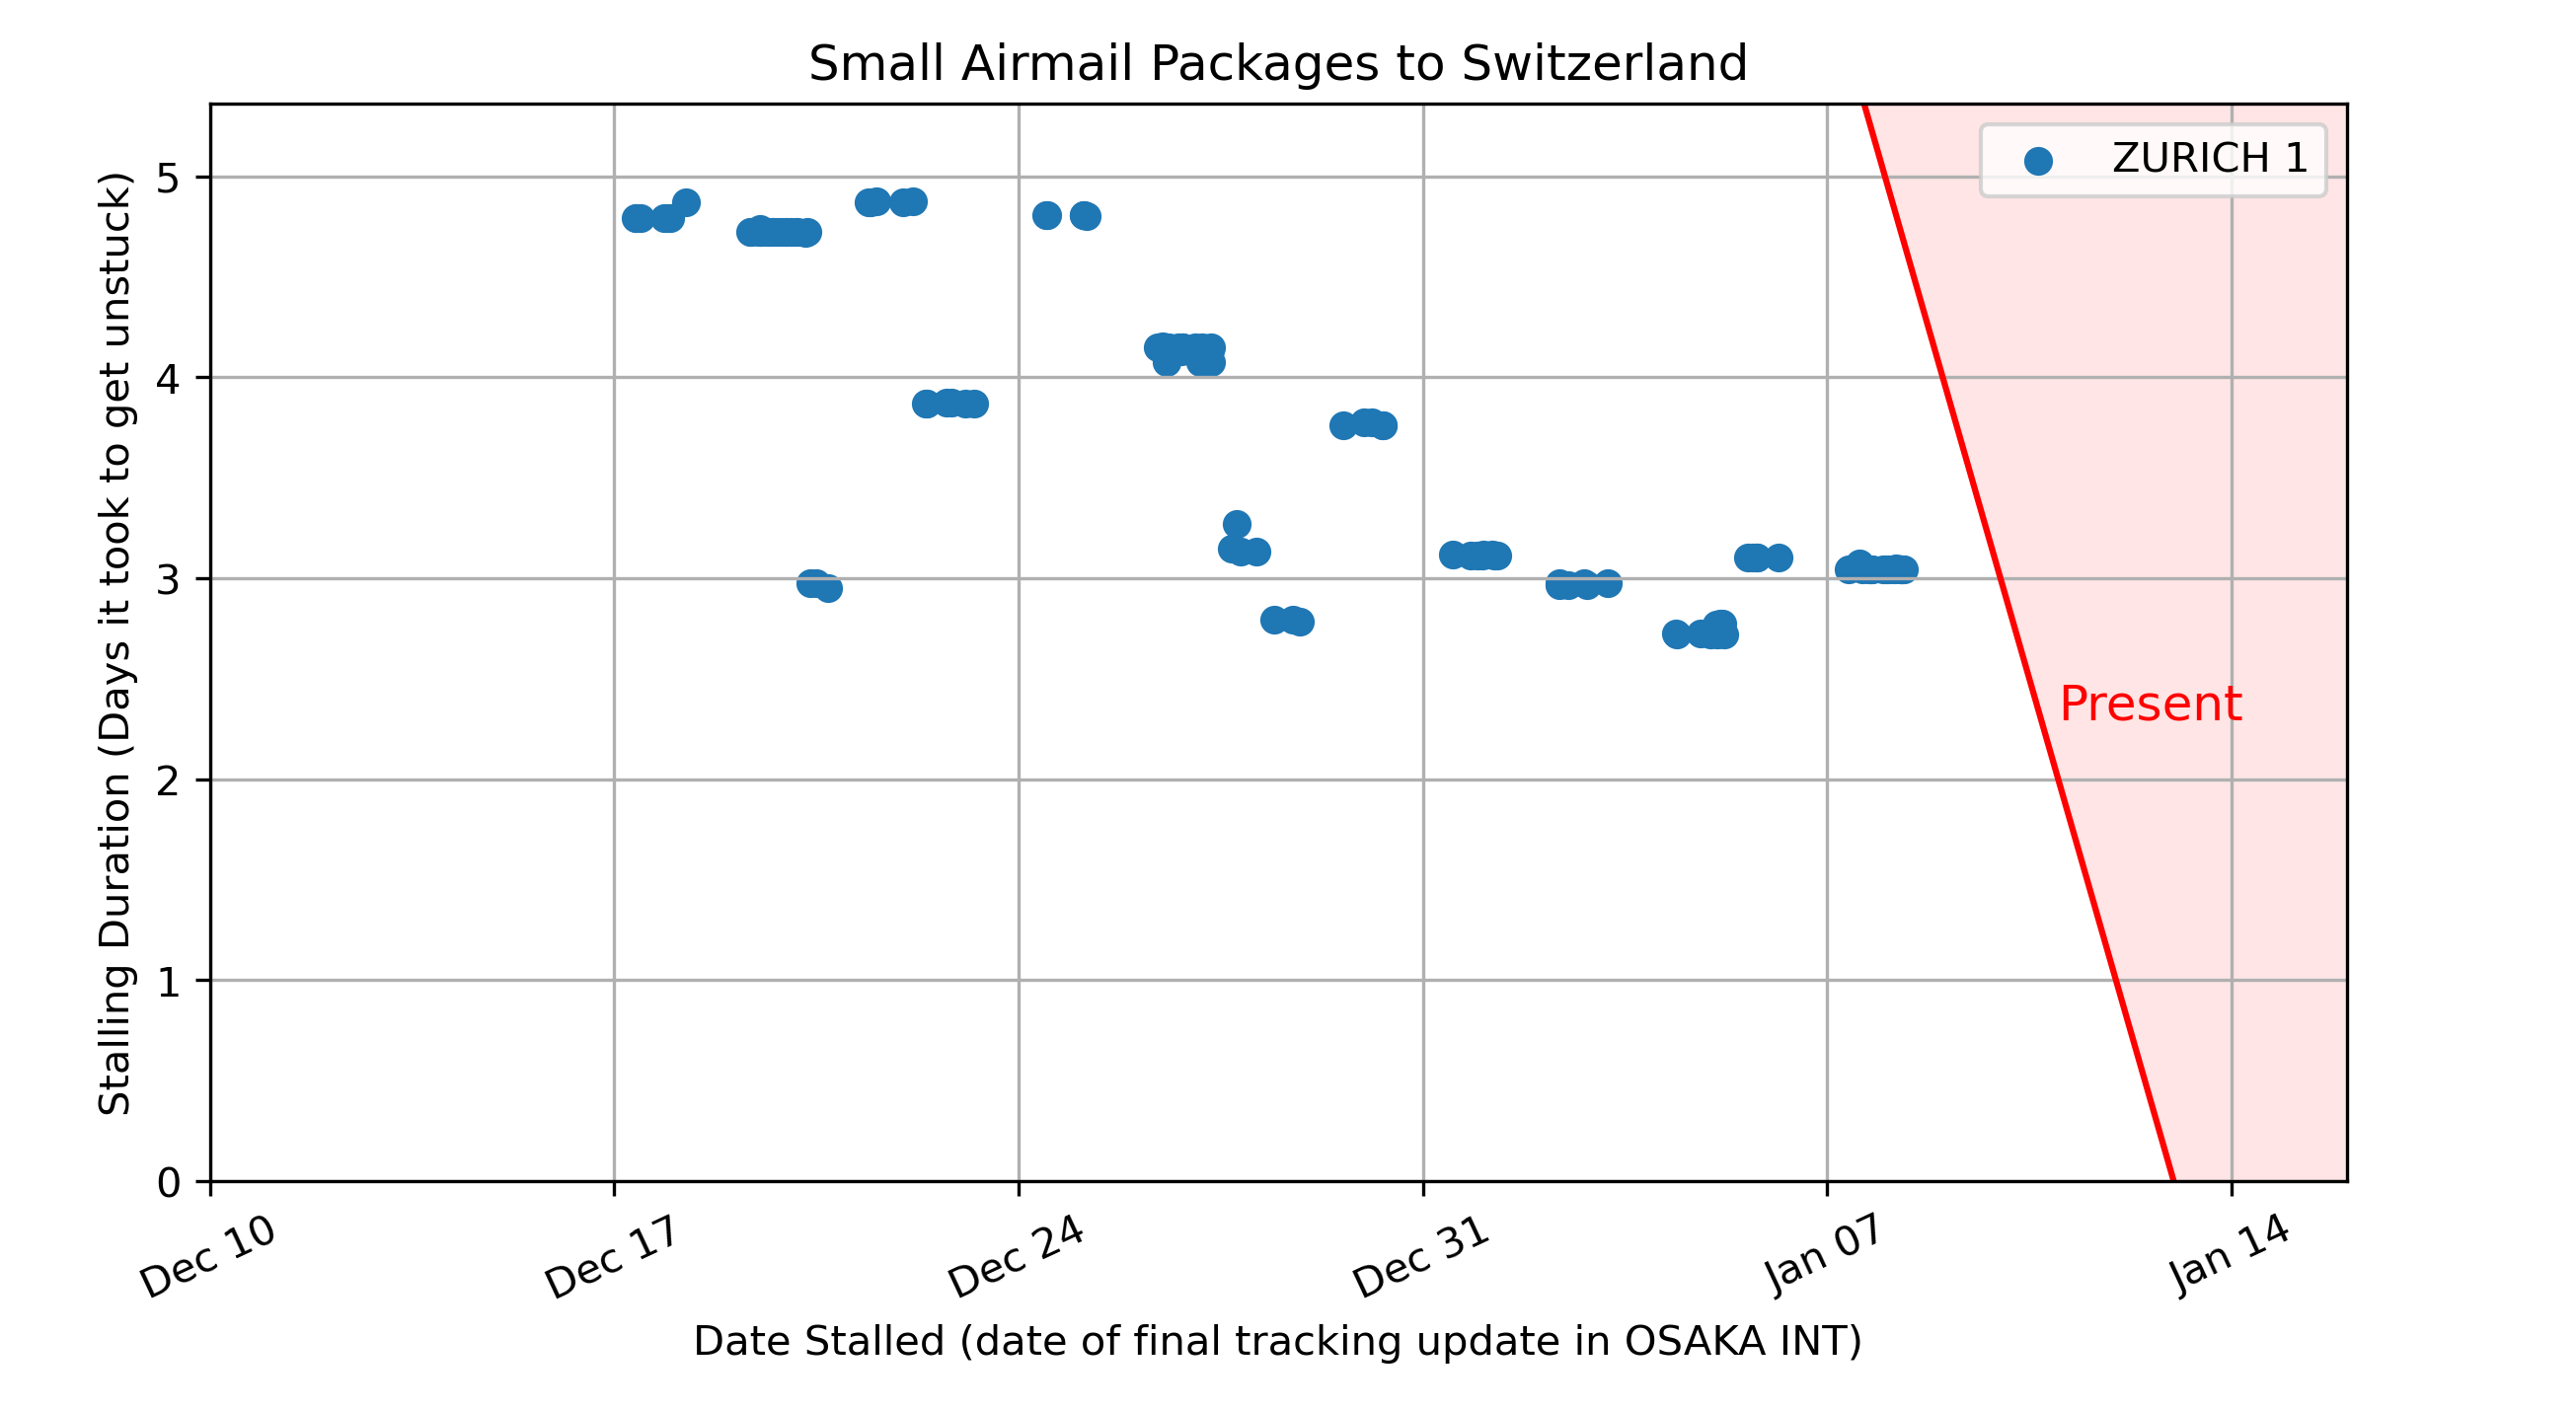 Small Airmail Packages to Switzerland
ZURICH 1
Present
Stalling Duration (Days it took to get unstuck)
5
4
3
2
1
0
Dec 10
Dec 17
Dec 24
Dec 31
Jan 07
Jan 14
Date Stalled (date of final tracking update in OSAKA INT)